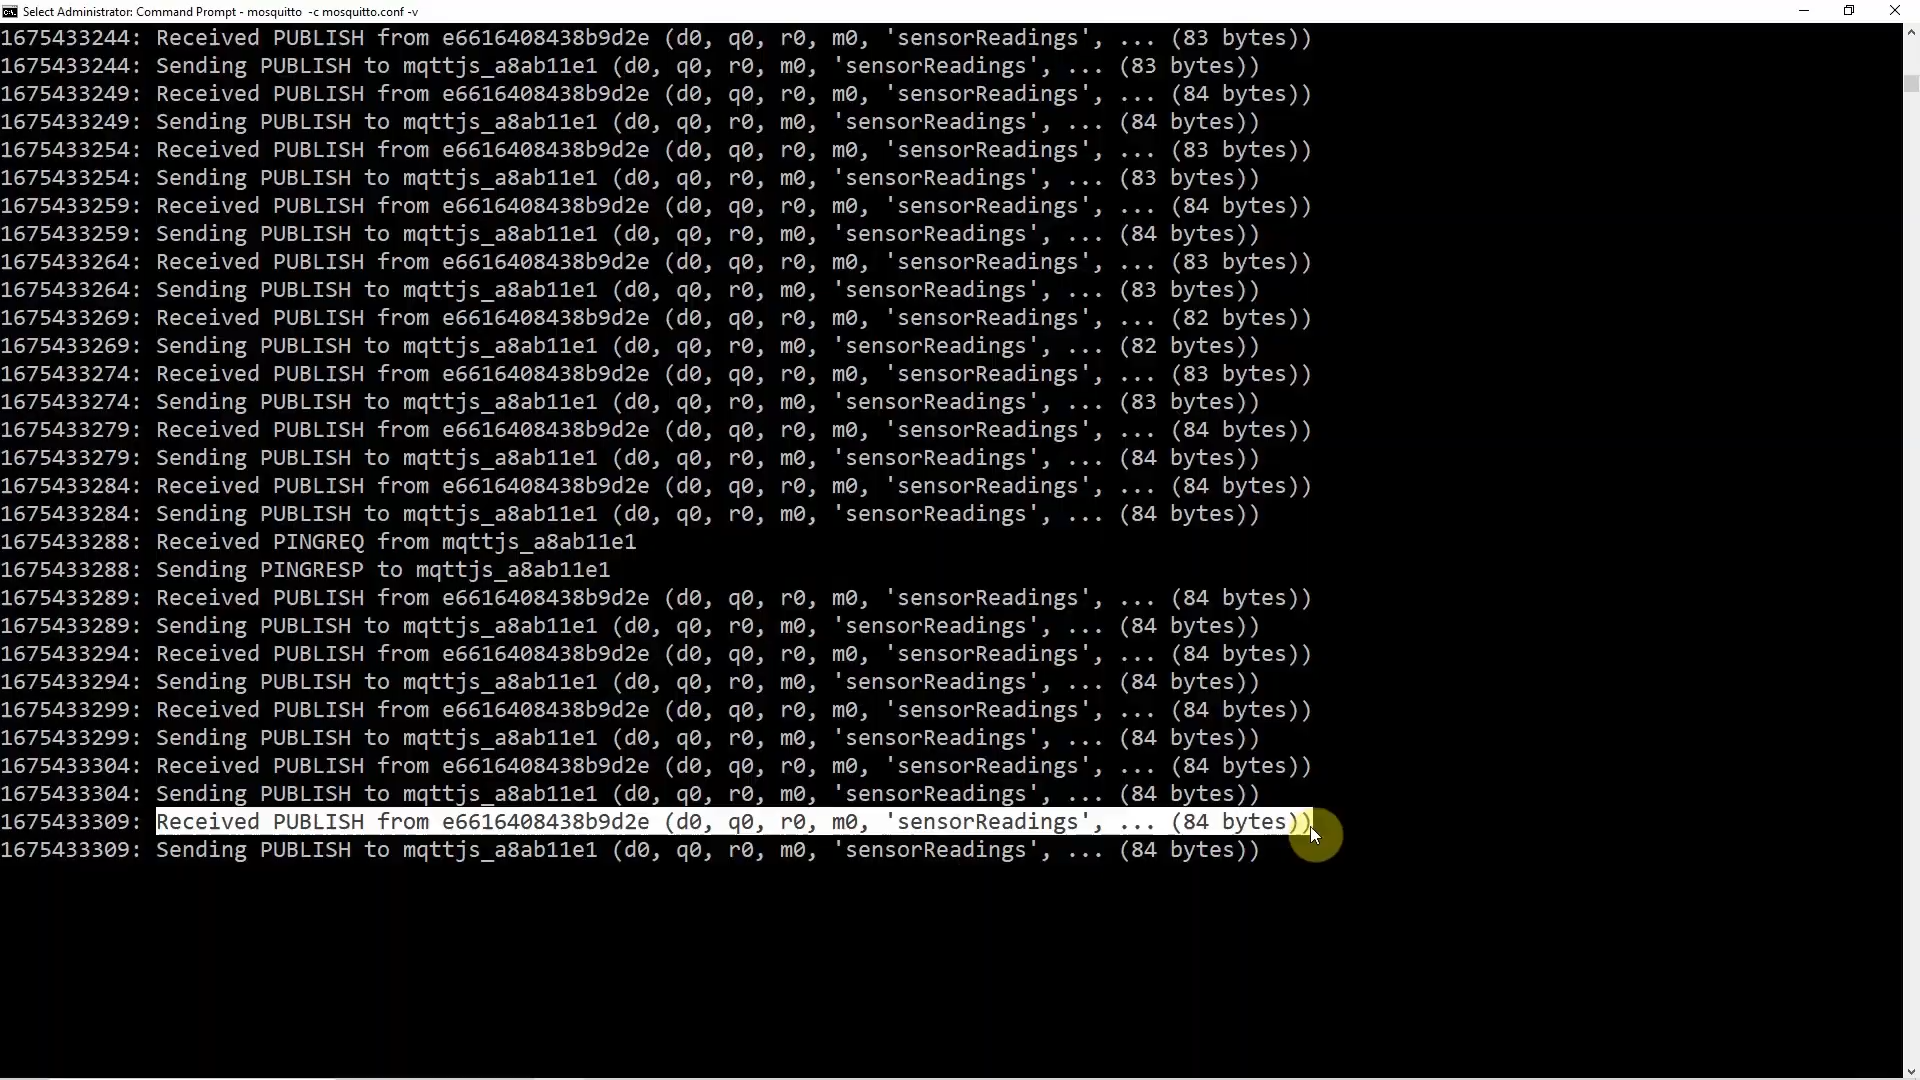 Select Administrator: Command Prompt - mosquitto  -c mosquitto.conf -v
1675433244: Received PUBLISH from e6616408438b9d2e (d0, q0, r0, m0, 'sensorReadings', ... (83 bytes))
1675433244: Sending PUBLISH to mqttjs_a8ab11e1 (d0, q0, r0, m0, 'sensorReadings', ... (83 bytes))
1675433249: Received PUBLISH from e6616408438b9d2e (d0, q0, r0, m0, 'sensorReadings', ... (84 bytes))
1675433249: Sending PUBLISH to mqttjs_a8ab11e1 (d0, q0, r0, m0, 'sensorReadings', ... (84 bytes))
1675433254: Received PUBLISH from e6616408438b9d2e (d0, q0, r0, m0, 'sensorReadings', ... (83 bytes))
1675433254: Sending PUBLISH to mqttjs_a8ab11e1 (d0, q0, r0, m0, 'sensorReadings', ... (83 bytes))
1675433259: Received PUBLISH from e6616408438b9d2e (d0, q0, r0, m0, 'sensorReadings', ... (84 bytes))
1675433259: Sending PUBLISH to mqttjs_a8ab11e1 (d0, q0, r0, m0, 'sensorReadings', ... (84 bytes))
1675433264: Received PUBLISH from e6616408438b9d2e (d0, q0, r0, m0, 'sensorReadings', ... (83 bytes))
1675433264: Sending PUBLISH to mqttjs_a8ab11e1 (d0, q0, r0, m0, 'sensorReadings', ... (83 bytes))
1675433269: Received PUBLISH from e6616408438b9d2e (d0, q0, r0, m0, 'sensorReadings', ... (82 bytes))
1675433269: Sending PUBLISH to mqttjs_a8ab11e1 (d0, q0, r0, m0, 'sensorReadings', ... (82 bytes))
1675433274: Received PUBLISH from e6616408438b9d2e (d0, q0, r0, m0, 'sensorReadings', ... (83 bytes))
1675433274: Sending PUBLISH to mqttjs_a8ab11e1 (d0, q0, r0, m0, 'sensorReadings', ... (83 bytes))
1675433279: Received PUBLISH from e6616408438b9d2e (d0, q0, r0, m0, 'sensorReadings', ... (84 bytes))
1675433279: Sending PUBLISH to mqttjs_a8ab11e1 (d0, q0, r0, m0, 'sensorReadings', ... (84 bytes))
1675433284: Received PUBLISH from e6616408438b9d2e (d0, q0, r0, m0, 'sensorReadings', ... (84 bytes))
1675433284: Sending PUBLISH to mqttjs_a8ab11e1 (d0, q0, r0, m0, 'sensorReadings', ... (84 bytes))
1675433288: Received PINGREQ from mqttjs_a8ab11e1
1675433288: Sending PINGRESP to mqttjs_a8ab11e1
1675433289: Received PUBLISH from e6616408438b9d2e (d0, q0, r0, m0, 'sensorReadings', ... (84 bytes))
1675433289: Sending PUBLISH to mqttjs_a8ab11e1 (d0, q0, r0, m0, 'sensorReadings', ... (84 bytes))
1675433294: Received PUBLISH from e6616408438b9d2e (d0, q0, r0, m0, 'sensorReadings', ... (84 bytes))
1675433294: Sending PUBLISH to mqttjs_a8ab11e1 (d0, q0, r0, m0, 'sensorReadings', ... (84 bytes))
1675433299: Received PUBLISH from e6616408438b9d2e (d0, q0, r0, m0, 'sensorReadings', ... (84 bytes))
1675433299: Sending PUBLISH to mqttjs_a8ab11e1 (d0, q0, r0, m0, 'sensorReadings', ... (84 bytes))
1675433304: Received PUBLISH from e6616408438b9d2e (d0, q0, r0, m0, 'sensorReadings', ... (84 bytes))
1675433304: Sending PUBLISH to mqttjs_a8ab11e1 (d0, q0, r0, m0, 'sensorReadings', ... (84 bytes))
1675433309: Received PUBLISH from e6616408438b9d2e (d0, q0, r0, m0, 'sensorReadings', ... (84 bytes))
1675433309: Sending PUBLISH to mqttjs_a8ab11e1 (d0, q0, r0, m0, 'sensorReadings', ... (84 bytes))